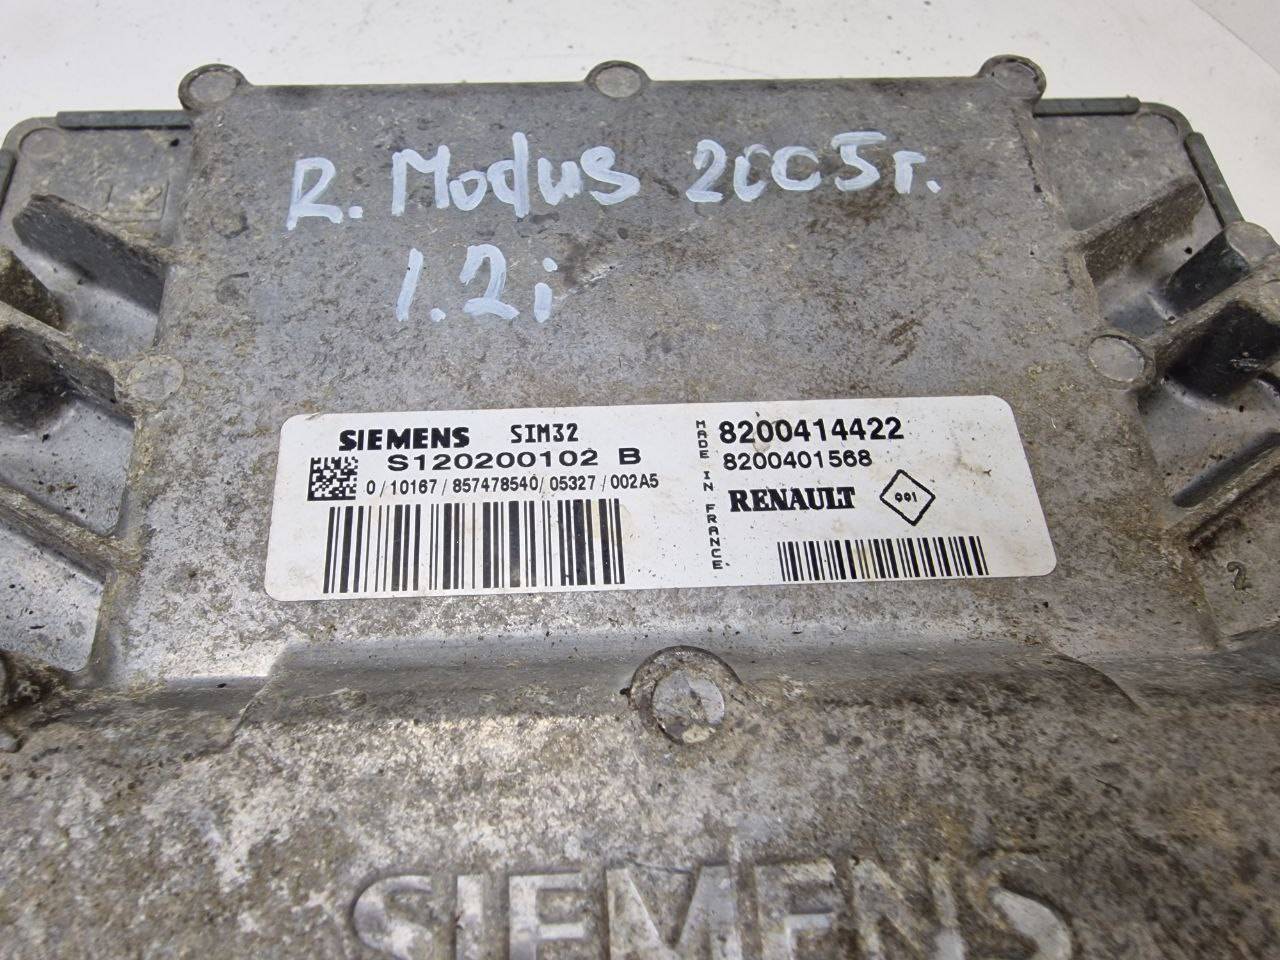 R. Modus 2005г.
1.2i
SIEMENS SIM32
S120200102 B
0/10167/857478540/05327/002A5
MADE IN FRANCE
8200414422
8200401568
RENAULT
001
2
SIEMENS